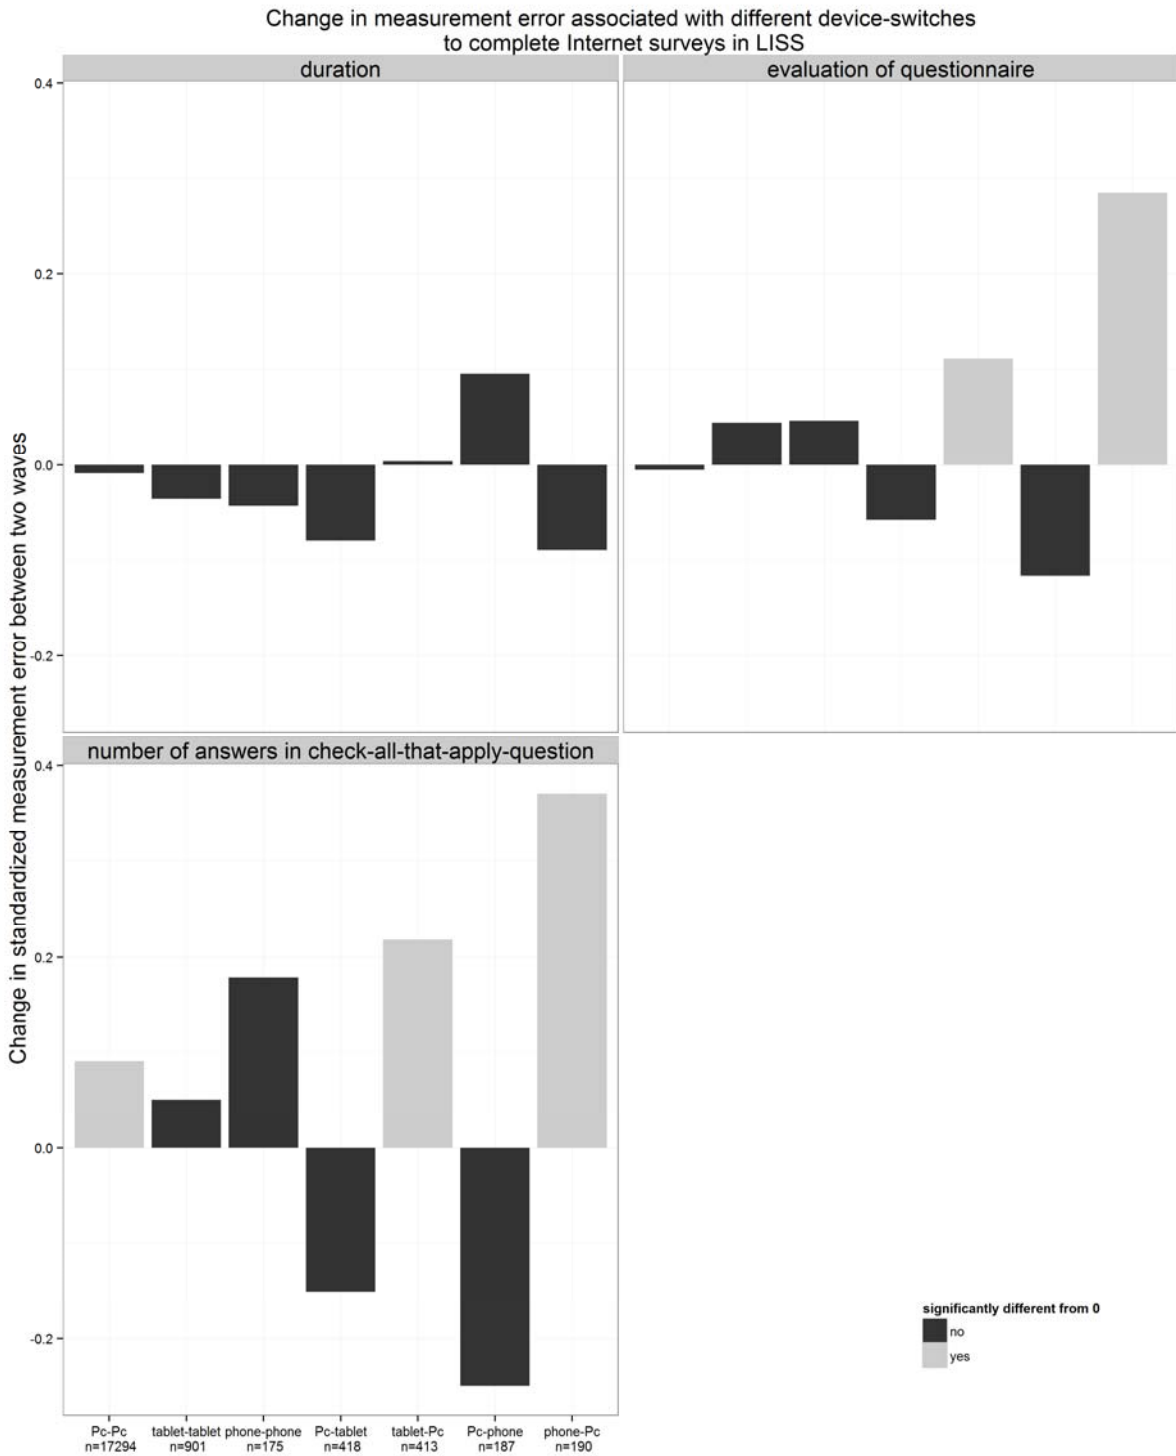 Change in measurement error associated with different device-switches
to complete Internet surveys in LISS
duration
evaluation of questionnaire
0.4
0.2
0.0
-0.2
Change in standardized measurement error between two waves
number of answers in check-all-that-apply-question
0.4
0.2
0.0
-0.2
significantly different from 0
no
yes
Pc-Pc tablet-tablet phone-phone Pc-tablet tablet-Pc Pc-phone phone-Pc
n=17294 n=901 n=175 n=418 n=413 n=187 n=190